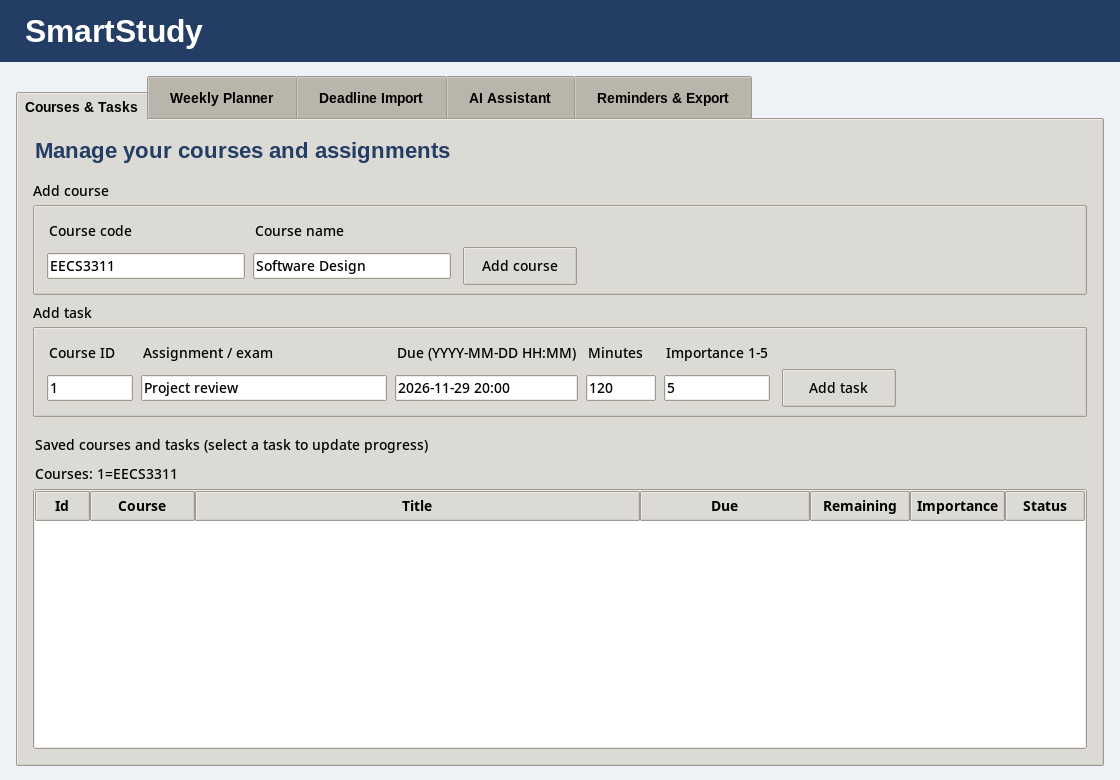 SmartStudy
Courses & Tasks Weekly Planner Deadline Import AI Assistant Reminders & Export
Manage your courses and assignments
Add course
Course code Course name
EECS3311 Software Design Add course
Add task
Course ID Assignment / exam Due (YYYY-MM-DD HH:MM) Minutes Importance 1-5
1 Project review 2026-11-29 20:00 120 5 Add task
Saved courses and tasks (select a task to update progress)
Courses: 1=EECS3311
Id Course Title Due Remaining Importance Status